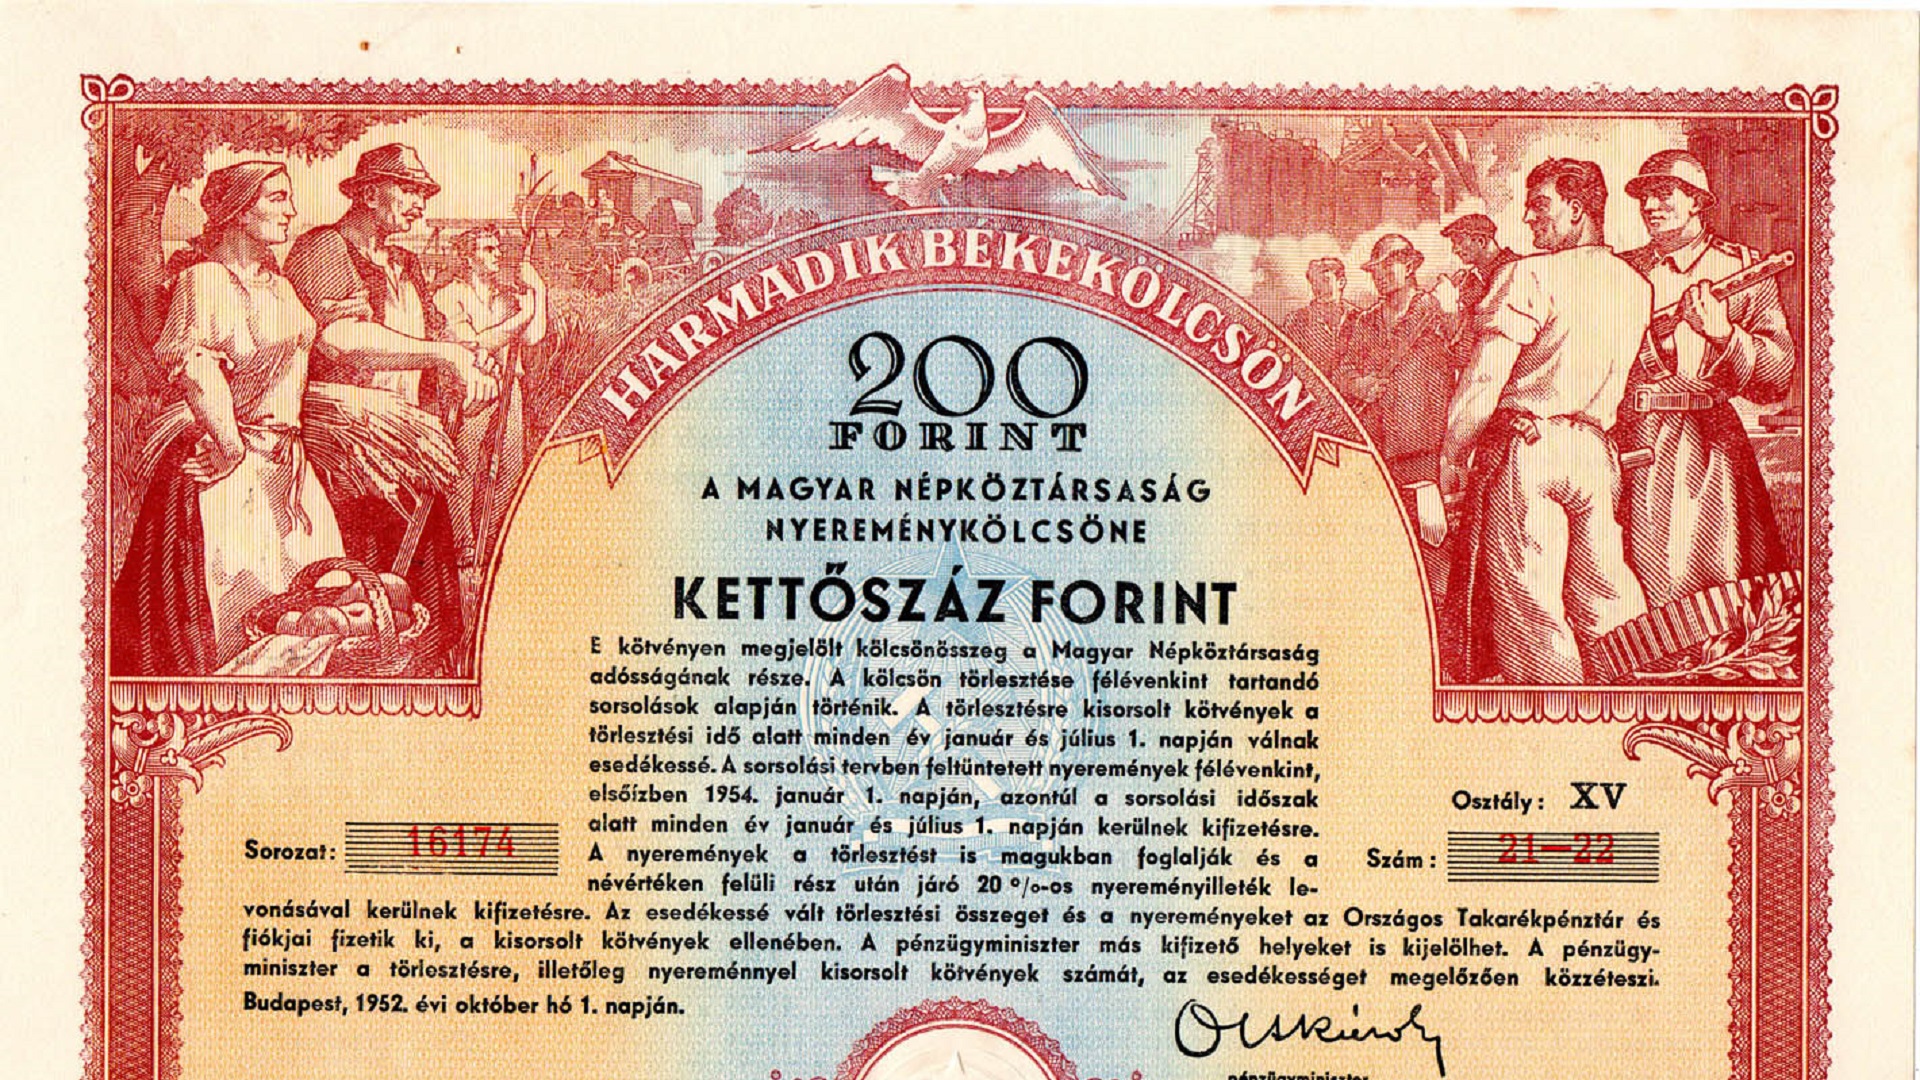 HARMADIK BÉKEKÖLCSÖN
200
FORINT
A MAGYAR NÉPKÖZTÁRSASÁG
NYEREMÉNYKÖLCSÖNE
KETTŐSZÁZ FORINT
E kötvényen megjelölt kölcsönösszeg a Magyar Népköztársaság
adósságának része. A kölcsön törlesztése félévenkint tartandó
sorsolások alapján történik. A törlesztésre kisorsolt kötvények a
törlesztési idő alatt minden év január és július 1. napján válnak
esedékessé. A sorsolási tervben feltüntetett nyeremények félévenkint,
elsőízben 1954. január 1. napján, azontúl a sorsolási időszak
alatt minden év január és július 1. napján kerülnek kifizetésre.
A nyeremények a törlesztést is magukban foglalják és a
névértéken felüli rész után járó 20 %-os nyereményilleték le-
vonásával kerülnek kifizetésre. Az esedékessé vált törlesztési összeget és a nyereményeket az Országos Takarékpénztár és
fiókjai fizetik ki, a kisorsolt kötvények ellenében. A pénzügyminiszter más kifizető helyeket is kijelölhet. A pénzügy-
miniszter a törlesztésre, illetőleg nyereménnyel kisorsolt kötvények számát, az esedékességet megelőzően közzéteszi.
Budapest, 1952. évi október hó 1. napján.
Sorozat: 16174
Osztály: XV
Szám: 21—22
Olt Károly
pénzügyminiszter